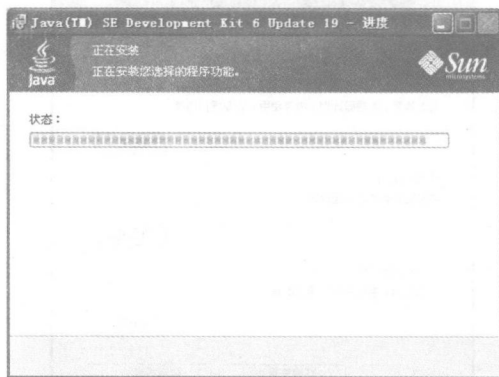 Java(TM) SE Development Kit 6 Update 19 - 进度
正在安装
正在安装您选择的程序功能。
Java
Sun
microsystems
状态：